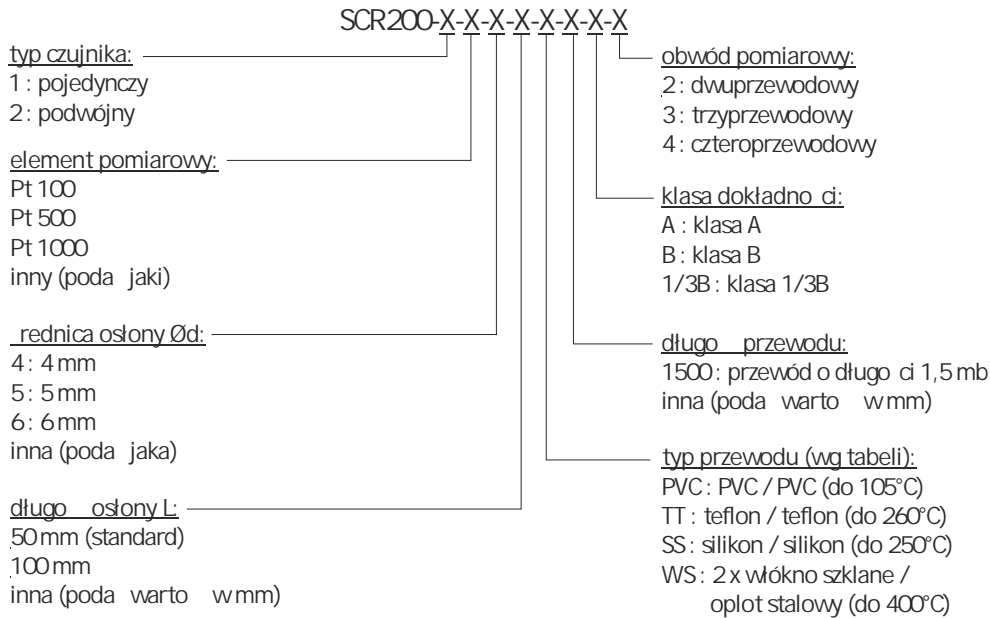 SCR200-X-X-X-X-X-X-X-X
typ czujnika:
1 : pojedynczy
2 : podwójny
element pomiarowy:
Pt 100
Pt 500
Pt 1000
inny (poda jaki)
rednica osłony Ød:
4 : 4 mm
5 : 5 mm
6 : 6 mm
inna (poda jaka)
długo osłony L:
50 mm (standard)
100 mm
inna (poda warto w mm)
obwód pomiarowy:
2 : dwuprzewodowy
3 : trzyprzewodowy
4 : czteroprzewodowy
klasa dokładno ci:
A : klasa A
B : klasa B
1/3B : klasa 1/3B
długo przewodu:
1500 : przewód o długo ci 1,5 mb
inna (poda warto w mm)
typ przewodu (wg tabeli):
PVC : PVC / PVC (do 105°C)
TT : teflon / teflon (do 260°C)
SS : silikon / silikon (do 250°C)
WS : 2 x włókno szklane /
oplot stalowy (do 400°C)